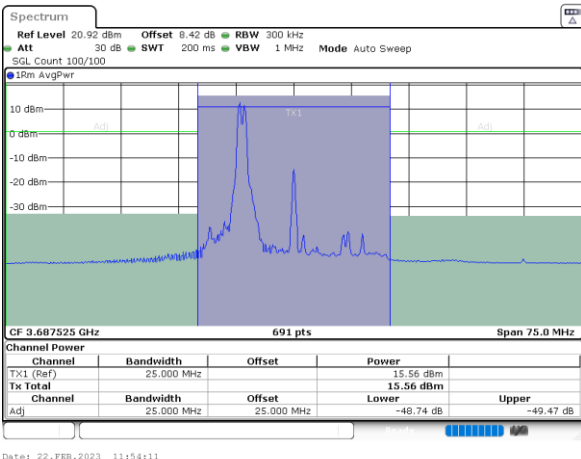 Spectrum
Ref Level 20.92 dBm Offset 8.42 dB RBW 300 kHz
Att 30 dB SWT 200 ms VBW 1 MHz Mode Auto Sweep
SGL Count 100/100
1Rm AvgPwr
10 dBm
TX1
0 dBm
Adj
Adj
-10 dBm
-20 dBm
-30 dBm
CF 3.687525 GHz 691 pts Span 75.0 MHz
Channel Power
Channel Bandwidth Offset Power
TX1 (Ref) 25.000 MHz 15.56 dBm
Tx Total 15.56 dBm
Channel Bandwidth Offset Lower Upper
Adj 25.000 MHz 25.000 MHz -48.74 dB -49.47 dB
Ready
Date: 22.FEB.2023 11:54:11